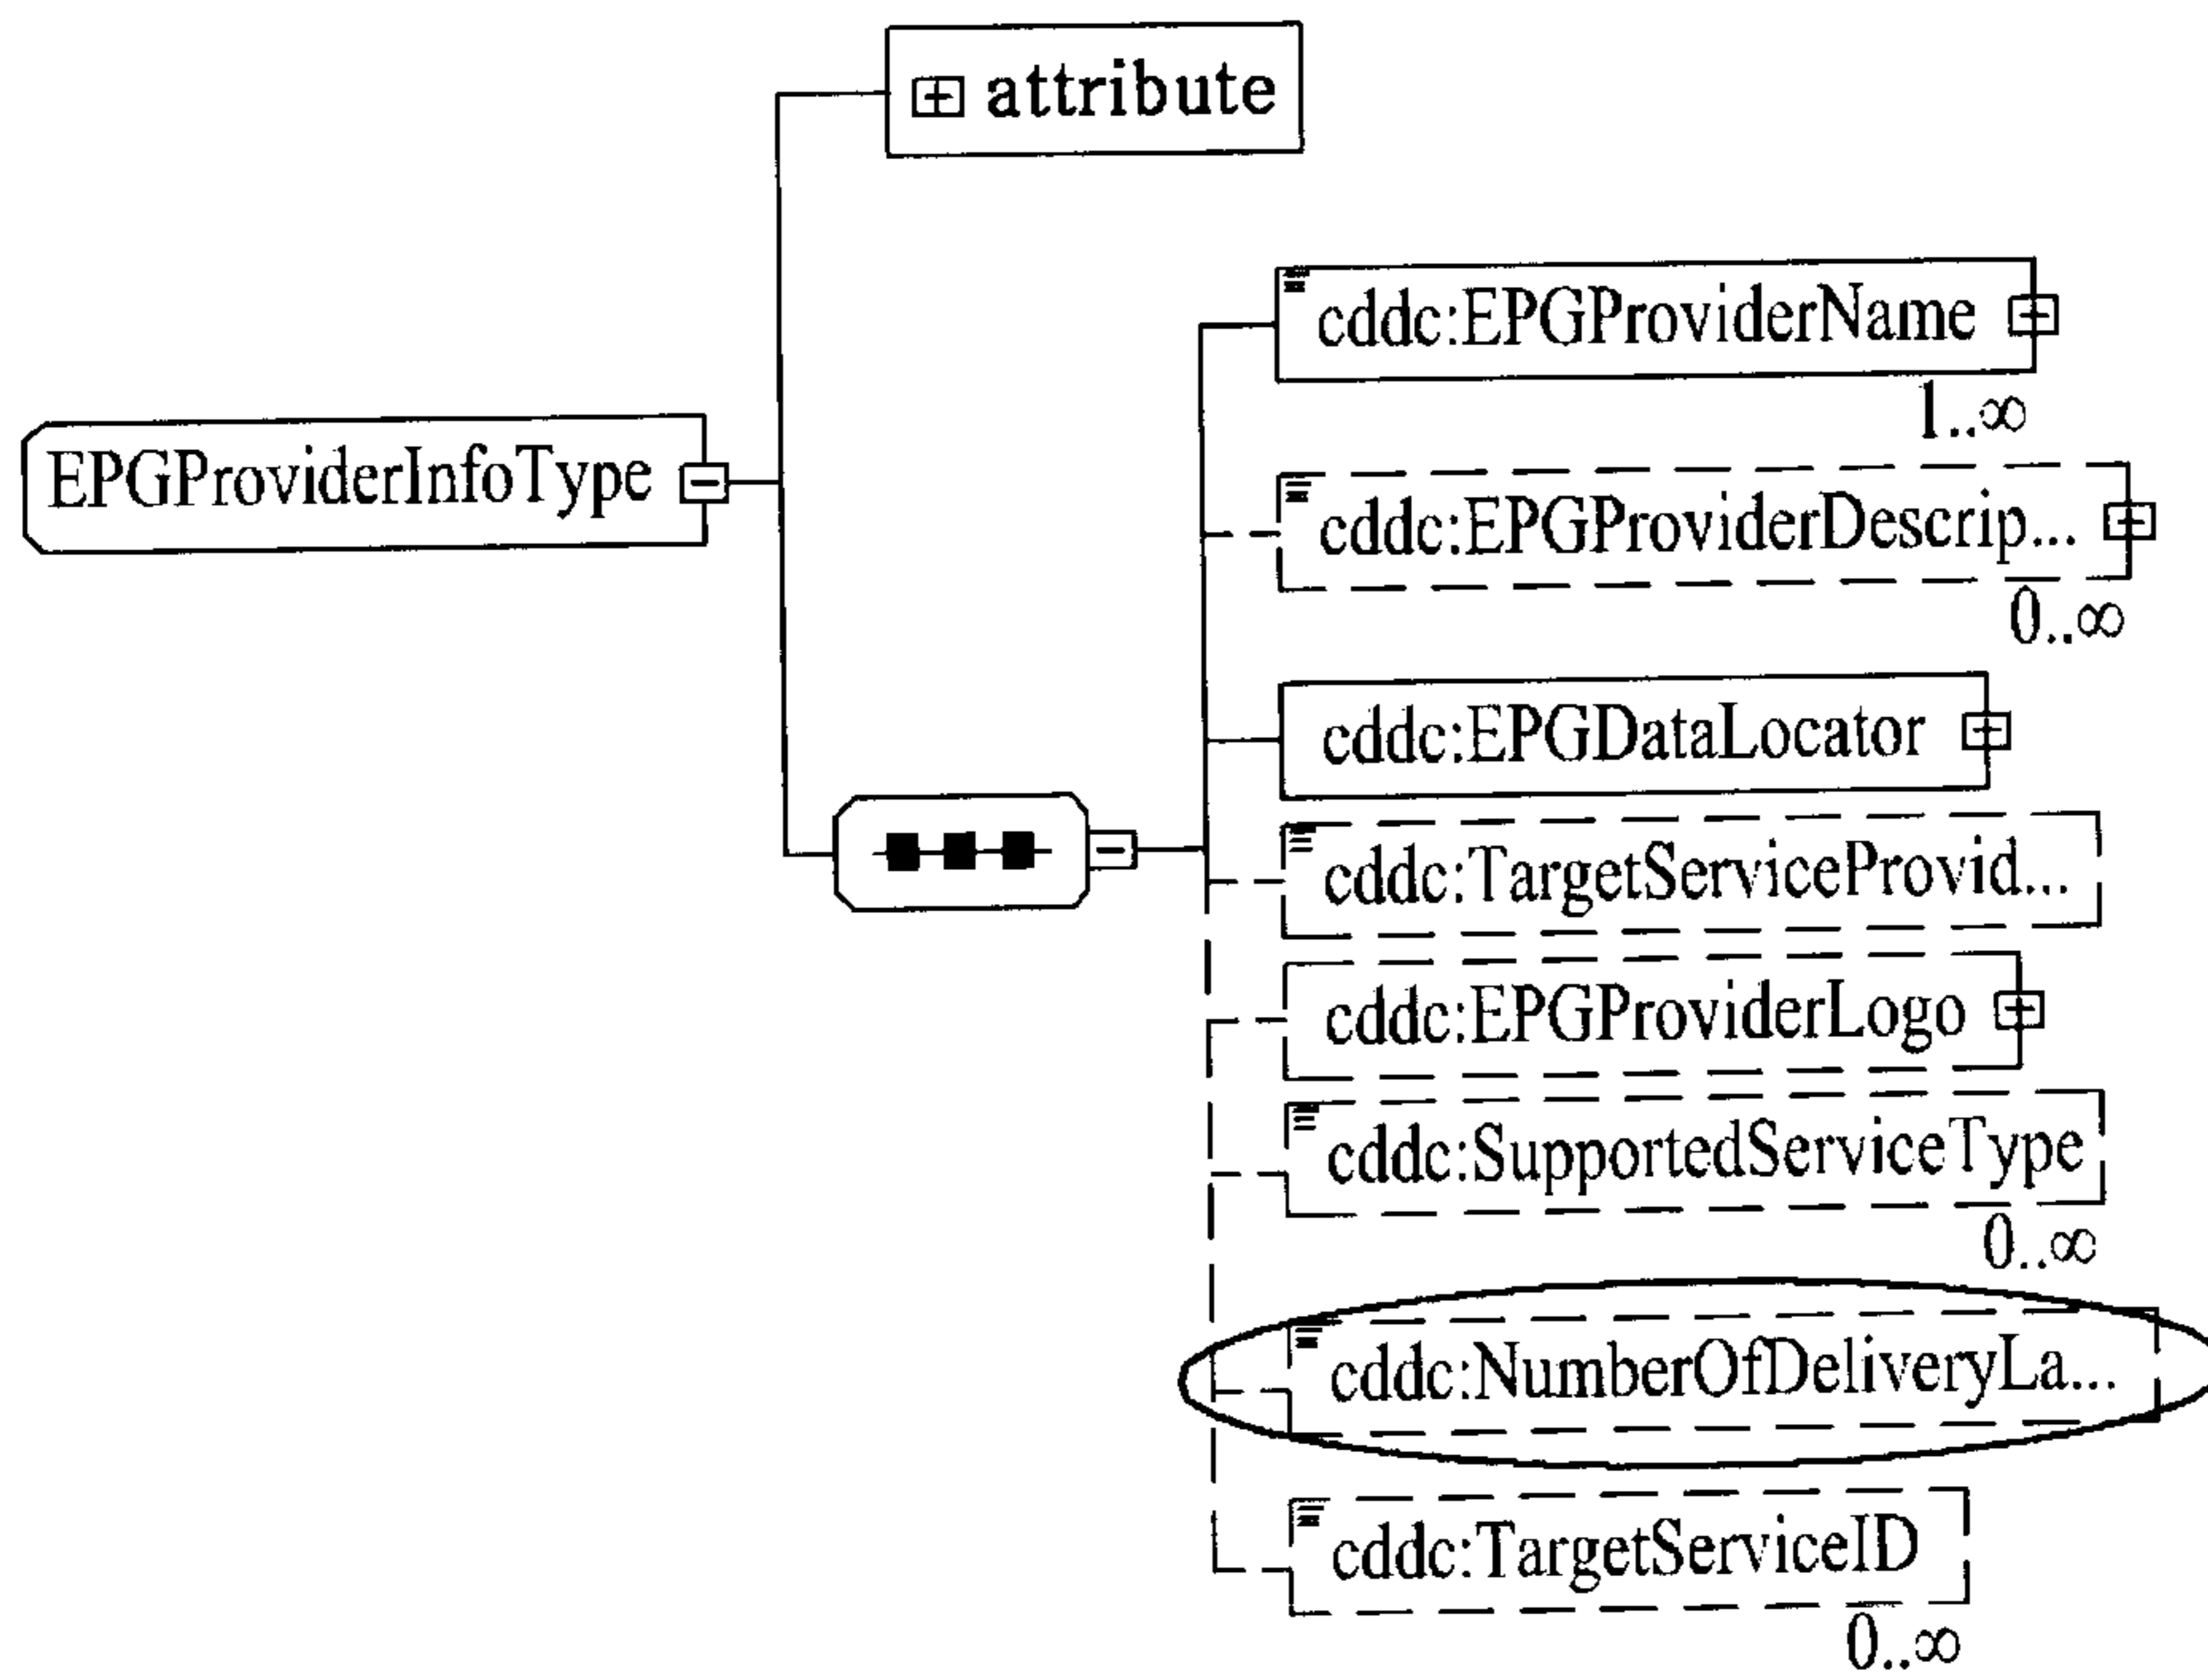 attribute
cddc:EPGProviderName
1..∞
EPGProviderInfoType
cddc:EPGProviderDescrip...
0..∞
cddc:EPGDataLocator
cddc:TargetServiceProvid...
cddc:EPGProviderLogo
cddc:SupportedServiceType
0..∞
cddc:NumberOfDeliveryLa...
cddc:TargetServiceID
0..∞